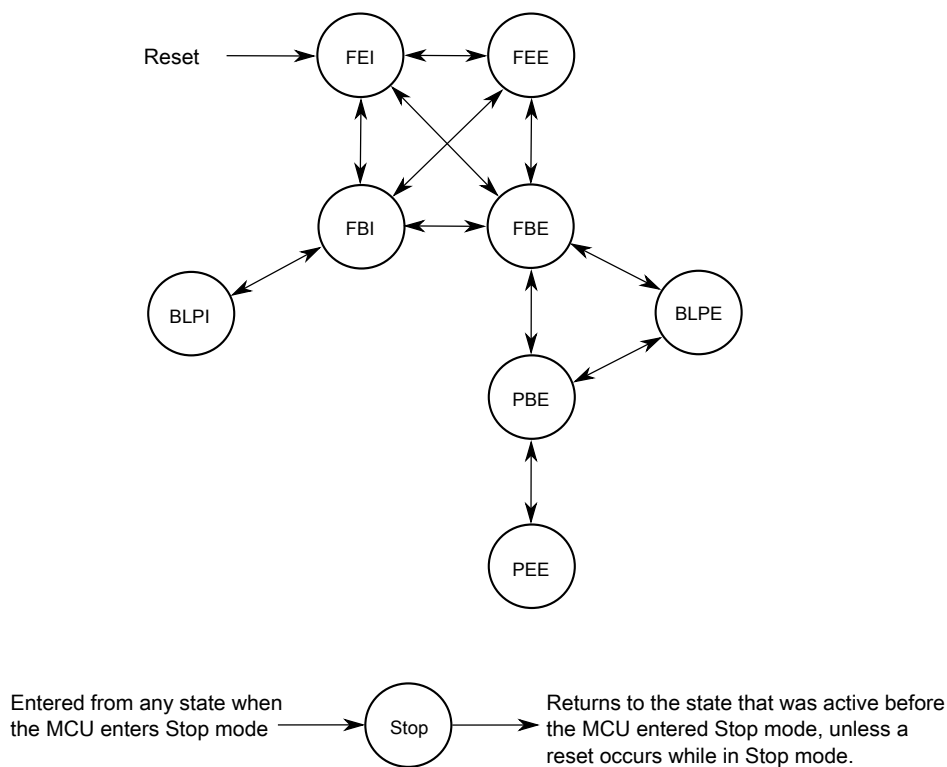 Reset
FEI
FEE
FBI
FBE
BLPI
BLPE
PBE
PEE
Entered from any state when
the MCU enters Stop mode
Stop
Returns to the state that was active before
the MCU entered Stop mode, unless a
reset occurs while in Stop mode.